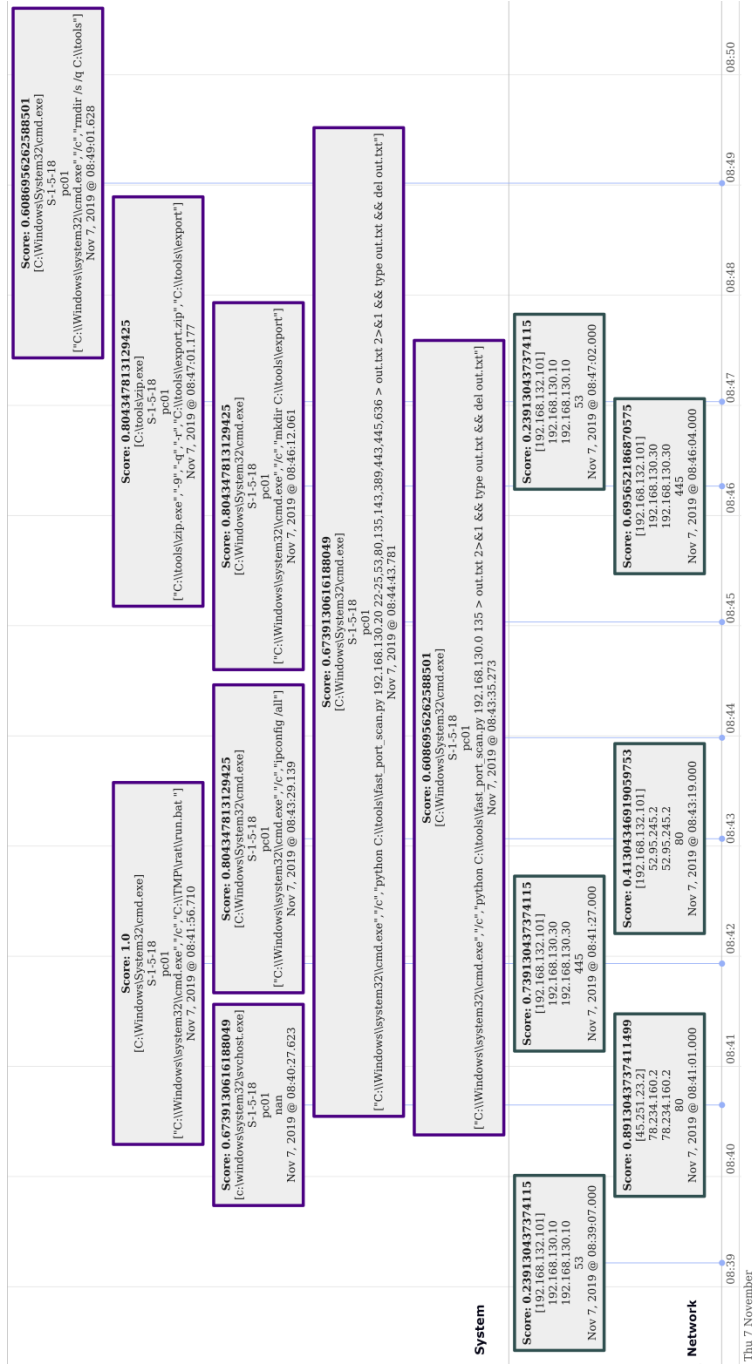 Score: 0.6086956262588501
[C:\Windows\System32\cmd.exe]
S-1-5-18
pc01
["C:\\Windows\\system32\\cmd.exe","/c","rmdir /s /q C:\\tools"]
Nov 7, 2019 @ 08:49:01.628
Score: 1.0
[C:\Windows\System32\cmd.exe]
S-1-5-18
pc01
["C:\\Windows\\system32\\cmd.exe","/c","C:\\TMP\\rat\\run.bat "]
Nov 7, 2019 @ 08:41:56.710
Score: 0.8043478131294​25
[C:\tools\zip.exe]
S-1-5-18
pc01
["C:\\tools\\zip.exe","-9","-q","-r","C:\\tools\\export.zip","C:\\tools\\export"]
Nov 7, 2019 @ 08:47:01.177
Score: 0.6739130616188049
[c:\windows\system32\svchost.exe]
S-1-5-18
pc01
nan
Nov 7, 2019 @ 08:40:27.623
Score: 0.804347813129425
[C:\Windows\System32\cmd.exe]
S-1-5-18
pc01
["C:\\Windows\\system32\\cmd.exe","/c","ipconfig /all"]
Nov 7, 2019 @ 08:43:29.139
Score: 0.804347813129425
[C:\Windows\System32\cmd.exe]
S-1-5-18
pc01
["C:\\Windows\\system32\\cmd.exe","/c","mkdir C:\\tools\\export"]
Nov 7, 2019 @ 08:46:12.061
Score: 0.6739130616188049
[C:\Windows\System32\cmd.exe]
S-1-5-18
pc01
["C:\\Windows\\system32\\cmd.exe","/c","python C:\\tools\\fast_port_scan.py 192.168.130.20 22-25,53,80,135,143,389,443,445,636 > out.txt 2>&1 && type out.txt && del out.txt"]
Nov 7, 2019 @ 08:44:43.781
System
Score: 0.6086956262588501
[C:\Windows\System32\cmd.exe]
S-1-5-18
pc01
["C:\\Windows\\system32\\cmd.exe","/c","python C:\\tools\\fast_port_scan.py 192.168.130.0 135 > out.txt 2>&1 && type out.txt && del out.txt"]
Nov 7, 2019 @ 08:43:35.273
Score: 0.239130437374115
[192.168.132.101]
192.168.130.10
192.168.130.10
53
Nov 7, 2019 @ 08:39:07.000
Score: 0.739130437374115
[192.168.132.101]
192.168.130.30
192.168.130.30
445
Nov 7, 2019 @ 08:41:27.000
Score: 0.239130437374115
[192.168.132.101]
192.168.130.10
192.168.130.10
53
Nov 7, 2019 @ 08:47:02.000
Network
Score: 0.8913043737411499
[45.251.23.2]
78.234.160.2
78.234.160.2
80
Nov 7, 2019 @ 08:41:01.000
Score: 0.41304346919059753
[192.168.132.101]
52.95.245.2
52.95.245.2
80
Nov 7, 2019 @ 08:43:19.000
Score: 0.695652186870575
[192.168.132.101]
192.168.130.30
192.168.130.30
445
Nov 7, 2019 @ 08:46:04.000
08:39
08:40
08:41
08:42
08:43
08:44
08:45
08:46
08:47
08:48
08:49
08:50
Thu 7 November